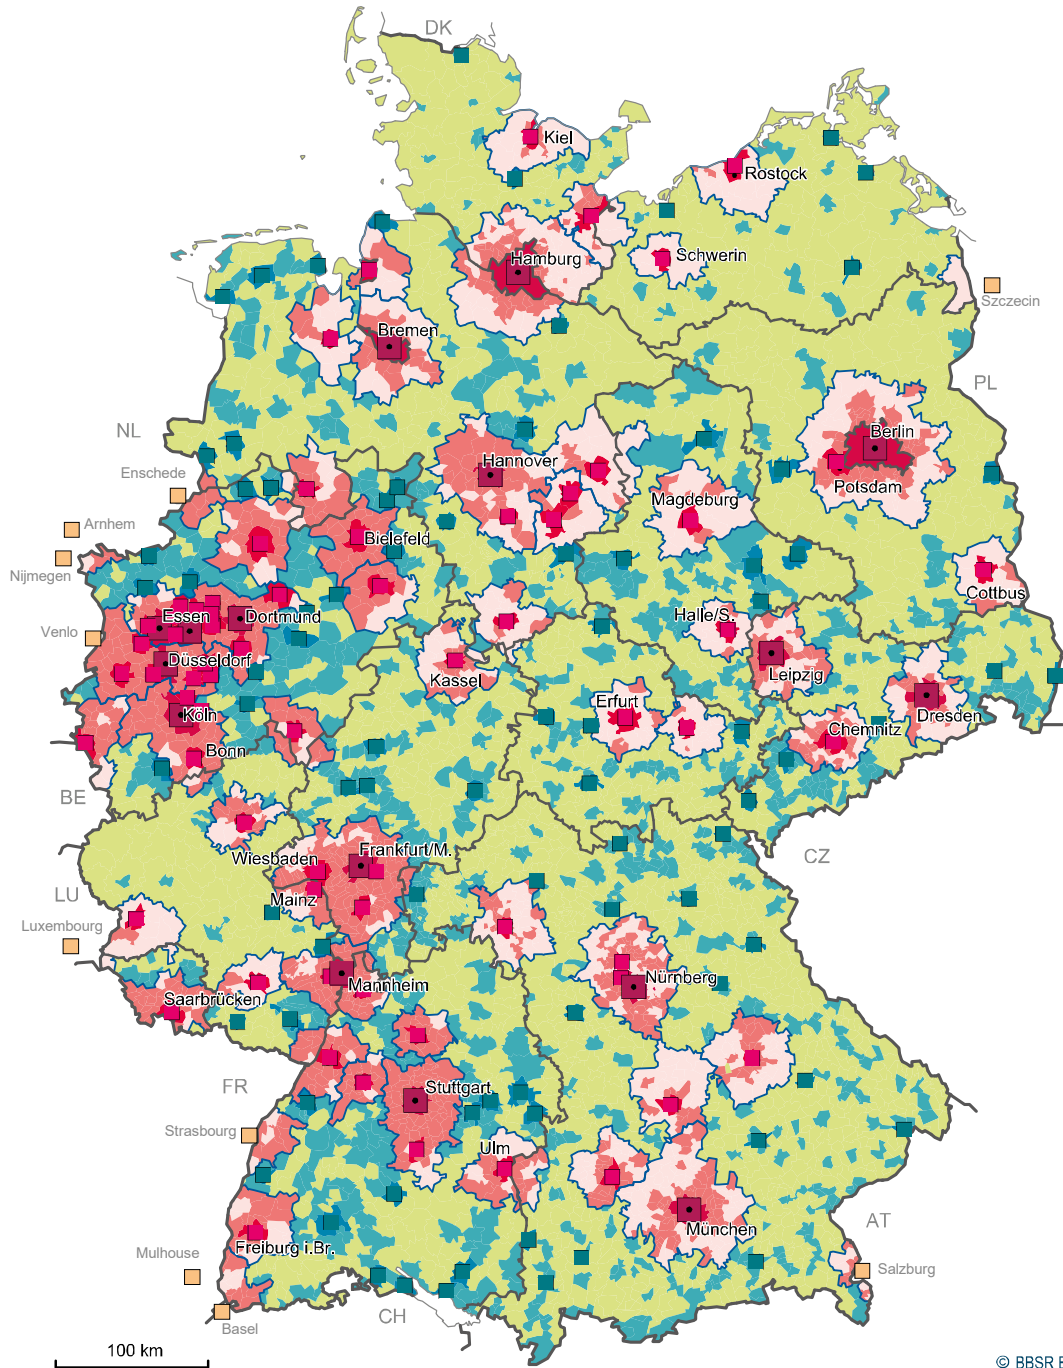 DK
Kiel
Rostock
Hamburg
Schwerin
Szczecin
Bremen
PL
NL
Berlin
Hannover
Enschede
Potsdam
Magdeburg
Arnhem
Bielefeld
Nijmegen
Cottbus
Essen
Dortmund
Halle/S.
Venlo
Düsseldorf
Leipzig
Kassel
Erfurt
Köln
Dresden
Chemnitz
Bonn
BE
Wiesbaden
Frankfurt/M.
CZ
LU
Mainz
Luxembourg
Nürnberg
Mannheim
Saarbrücken
FR
Stuttgart
Strasbourg
Ulm
AT
München
Freiburg i.Br.
Mulhouse
Salzburg
CH
Basel
100 km
© BBSR